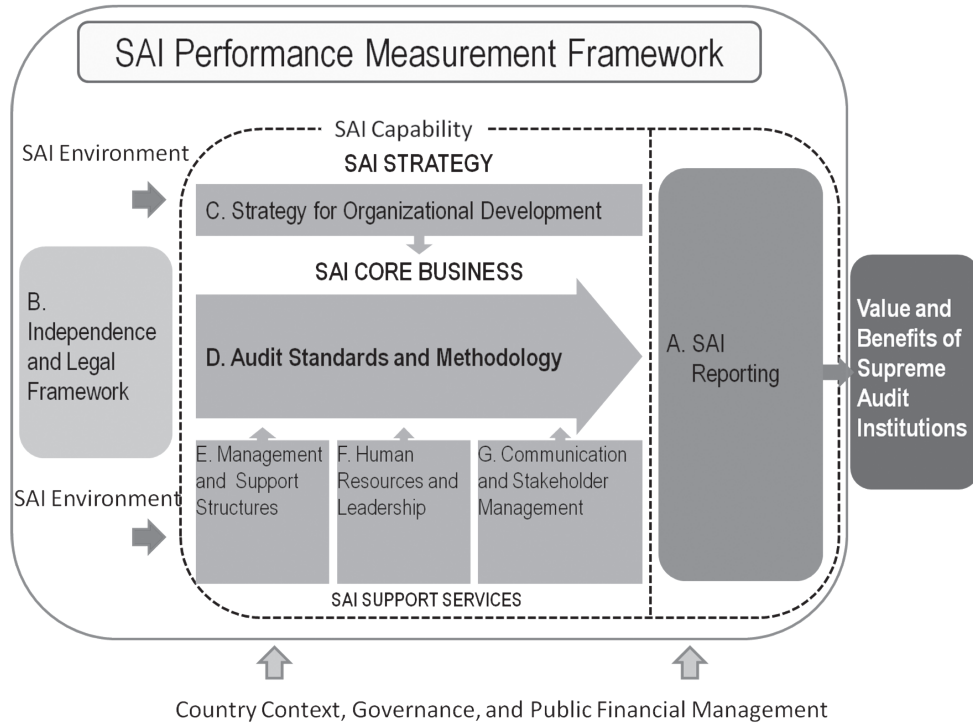 SAI Performance Measurement Framework
SAI Capability
SAI Environment
SAI STRATEGY
C. Strategy for Organizational Development
SAI CORE BUSINESS
B.
Independence
and Legal
Framework
D. Audit Standards and Methodology
A. SAI
Reporting
Value and
Benefits of
Supreme
Audit
Institutions
E. Management
and Support
Structures
F. Human
Resources and
Leadership
G. Communication
and Stakeholder
Management
SAI Environment
SAI SUPPORT SERVICES
Country Context, Governance, and Public Financial Management